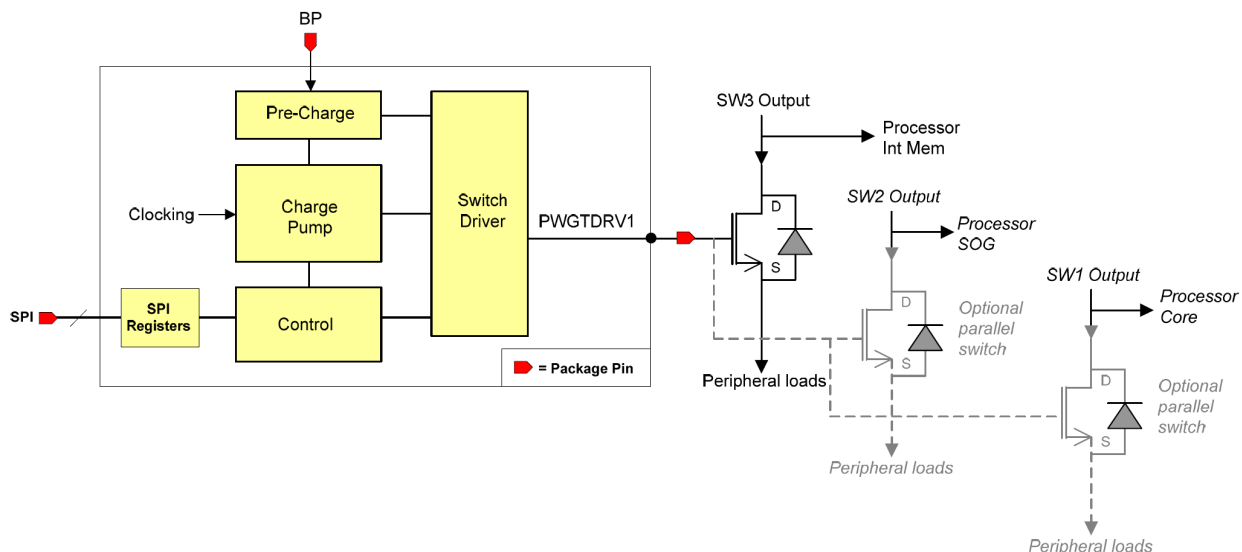 BP
Pre-Charge
Clocking
Charge
Pump
Switch
Driver
PWGTDRV1
SPI
SPI
Registers
Control
= Package Pin
SW3 Output
Processor
Int Mem
D
S
Peripheral loads
SW2 Output
Processor
SOG
D
S
Optional
parallel
switch
Peripheral loads
SW1 Output
Processor
Core
D
S
Optional
parallel
switch
Peripheral loads